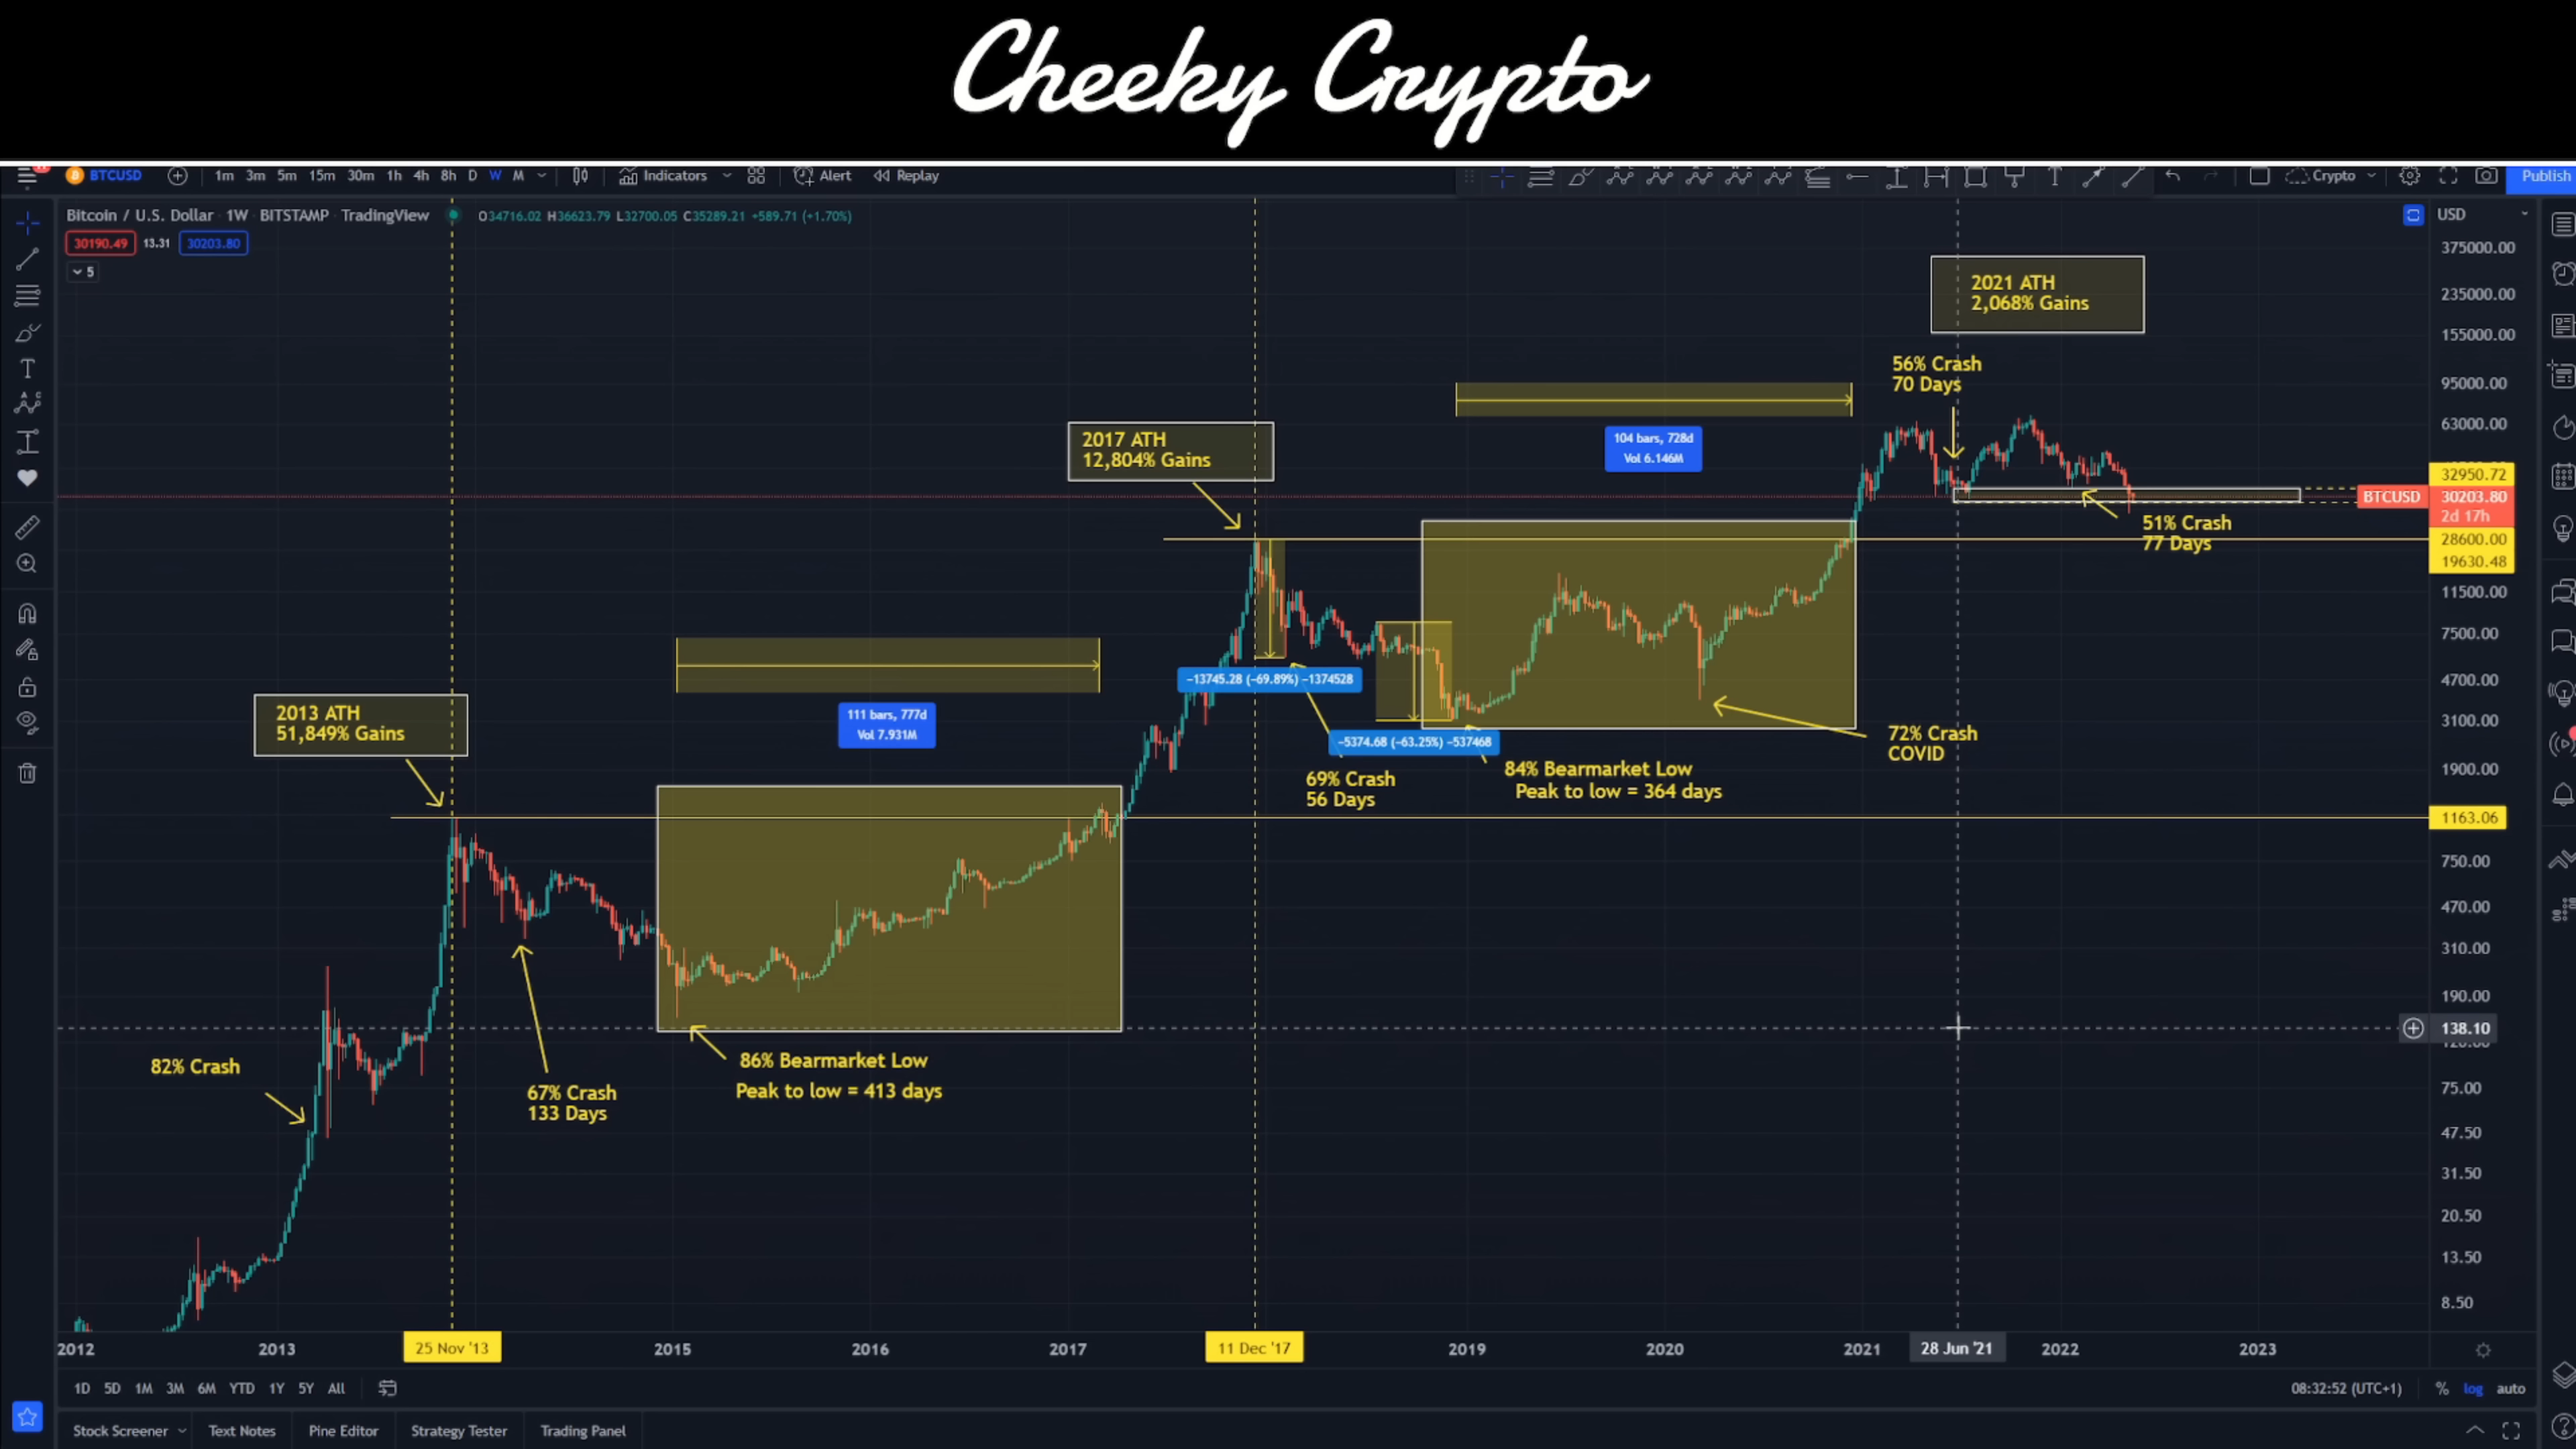 Cheeky Crypto
BTCUSD 1m 3m 5m 15m 30m 1h 4h 8h D W M Indicators Alert Replay Crypto Publish
Bitcoin / U.S. Dollar · 1W · BITSTAMP · TradingView O34716.02 H36623.79 L32700.05 C35289.21 +589.71 (+1.70%)
USD
30190.49 13.31 30203.80
5
375000.00
235000.00
155000.00
95000.00
63000.00
32950.72
BTCUSD 30203.80
2d 17h
28600.00
19630.48
11500.00
7500.00
4700.00
3100.00
1900.00
1163.06
750.00
470.00
310.00
190.00
138.10
75.00
47.50
31.50
20.50
13.50
8.50
2021 ATH
2,068% Gains
56% Crash
70 Days
104 bars, 728d
Vol 6.146M
2017 ATH
12,804% Gains
51% Crash
77 Days
111 bars, 777d
Vol 7.931M
−13745.28 (−69.89%) −1374528
−5374.68 (−63.25%) −537468
2013 ATH
51,849% Gains
72% Crash
COVID
69% Crash
56 Days
84% Bearmarket Low
Peak to low = 364 days
82% Crash
67% Crash
133 Days
86% Bearmarket Low
Peak to low = 413 days
2012 2013 25 Nov '13 2015 2016 2017 11 Dec '17 2019 2020 2021 28 Jun '21 2022 2023
1D 5D 1M 3M 6M YTD 1Y 5Y All 08:32:52 (UTC+1) % log auto
Stock Screener Text Notes Pine Editor Strategy Tester Trading Panel